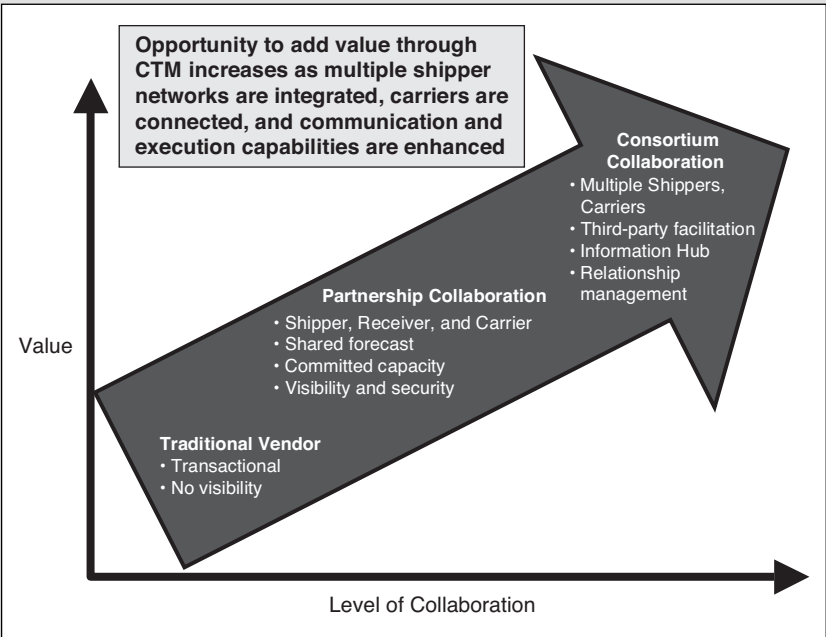 Opportunity to add value through
CTM increases as multiple shipper
networks are integrated, carriers are
connected, and communication and
execution capabilities are enhanced
Consortium
Collaboration
• Multiple Shippers,
Carriers
• Third-party facilitation
• Information Hub
• Relationship
management
Partnership Collaboration
• Shipper, Receiver, and Carrier
• Shared forecast
• Committed capacity
• Visibility and security
Value
Traditional Vendor
• Transactional
• No visibility
Level of Collaboration